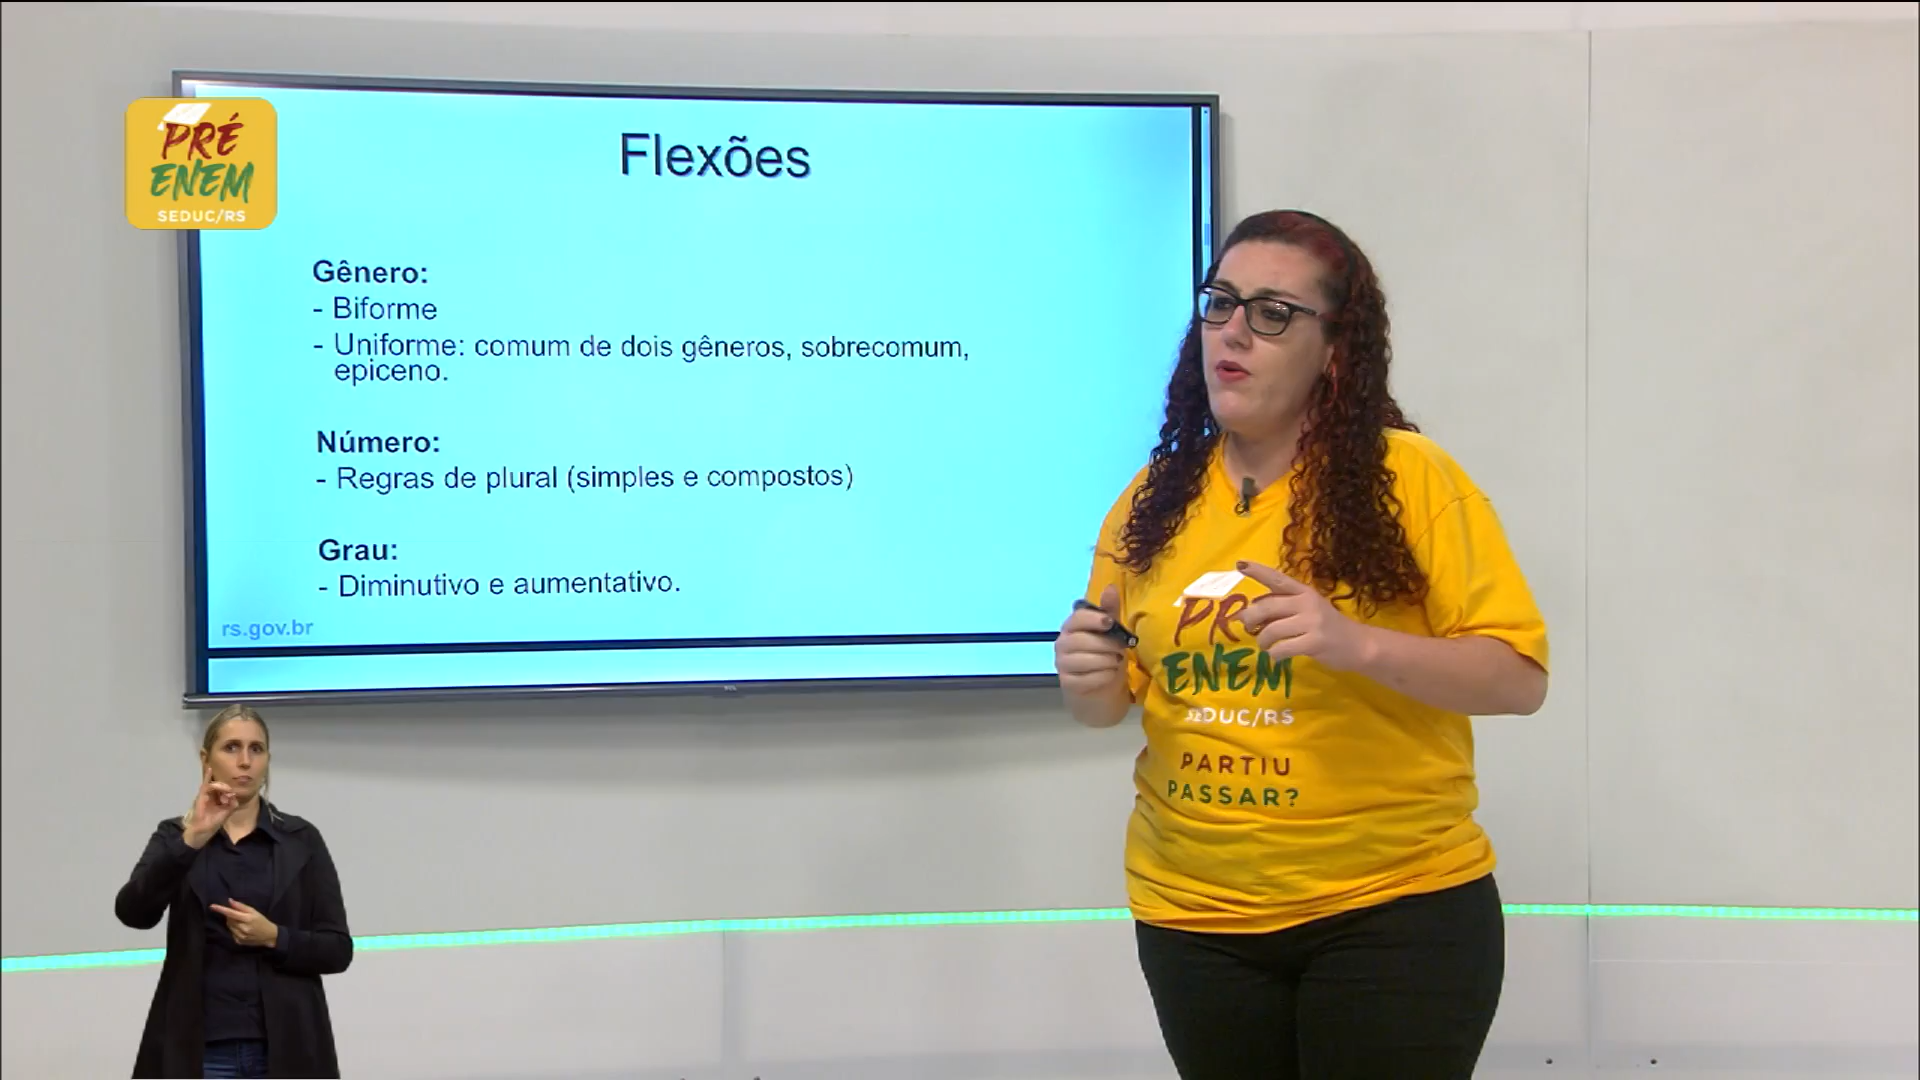 PRÉ
ENEM
SEDUC/RS
Flexões
Gênero:
- Biforme
- Uniforme: comum de dois gêneros, sobrecomum,
epiceno.
Número:
- Regras de plural (simples e compostos)
Grau:
- Diminutivo e aumentativo.
rs.gov.br
PRÉ
ENEM
SEDUC/RS
PARTIU
PASSAR?